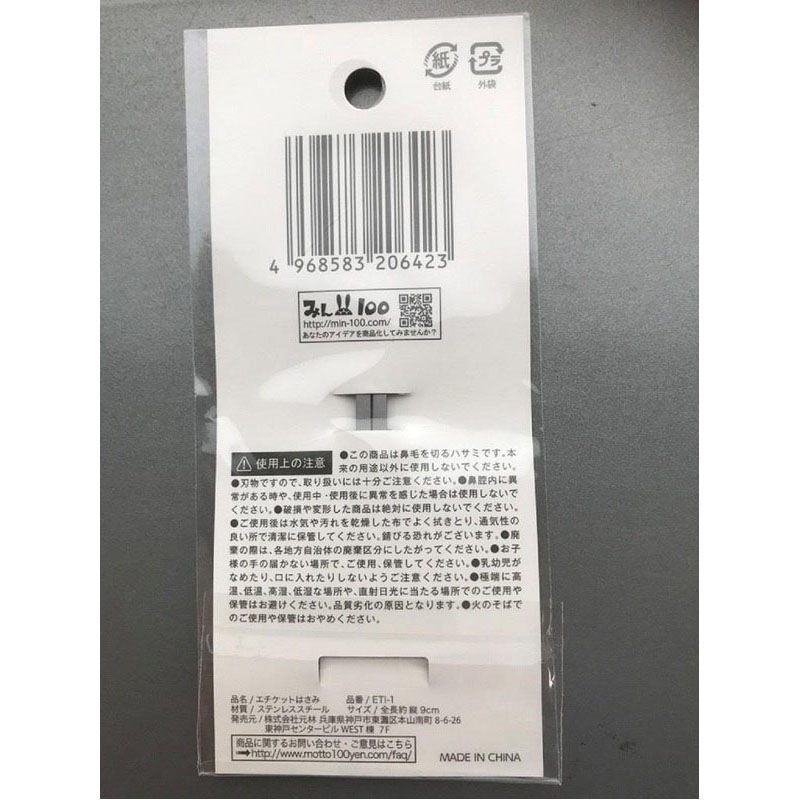 紙 プラ
台紙 外袋
4 968583 206423
みん100
http://min-100.com/
あなたのアイデアを商品化してみませんか?
使用上の注意 ●この商品は鼻毛を切るハサミです。本
来の用途以外に使用しないでください。
●刃物ですので、取り扱いには十分ご注意ください。●鼻腔内に異
常がある時や、使用中・使用後に異常を感じた場合は使用しないで
ください。●破損や変形した商品は絶対に使用しないでください。
●ご使用後は水気や汚れを乾燥した布でよく拭きとり、通気性の
良い所で清潔に保管してください。錆びる恐れがございます。●廃
棄の際は、各地方自治体の廃棄区分にしたがってください。●お子
様の手の届かない場所で、ご使用、保管してください。●乳幼児が
なめたり、口に入れたりしないようご注意ください。●極端に高
温、低温、高湿、低湿な場所や、直射日光に当たる場所でのご使用や
保管はお避けください。品質劣化の原因となります。●火のそばで
のご使用や保管はおやめください。
品名/エチケットはさみ 品番/ETI-1
材質/ステンレススチール サイズ/全長約 縦 9cm
発売元/株式会社元林 兵庫県神戸市東灘区本山南町 8-6-26
東神戸センタービル WEST 棟 7F
商品に関するお問い合わせ・ご意見はこちら
http://www.motto100yen.com/faq/
MADE IN CHINA